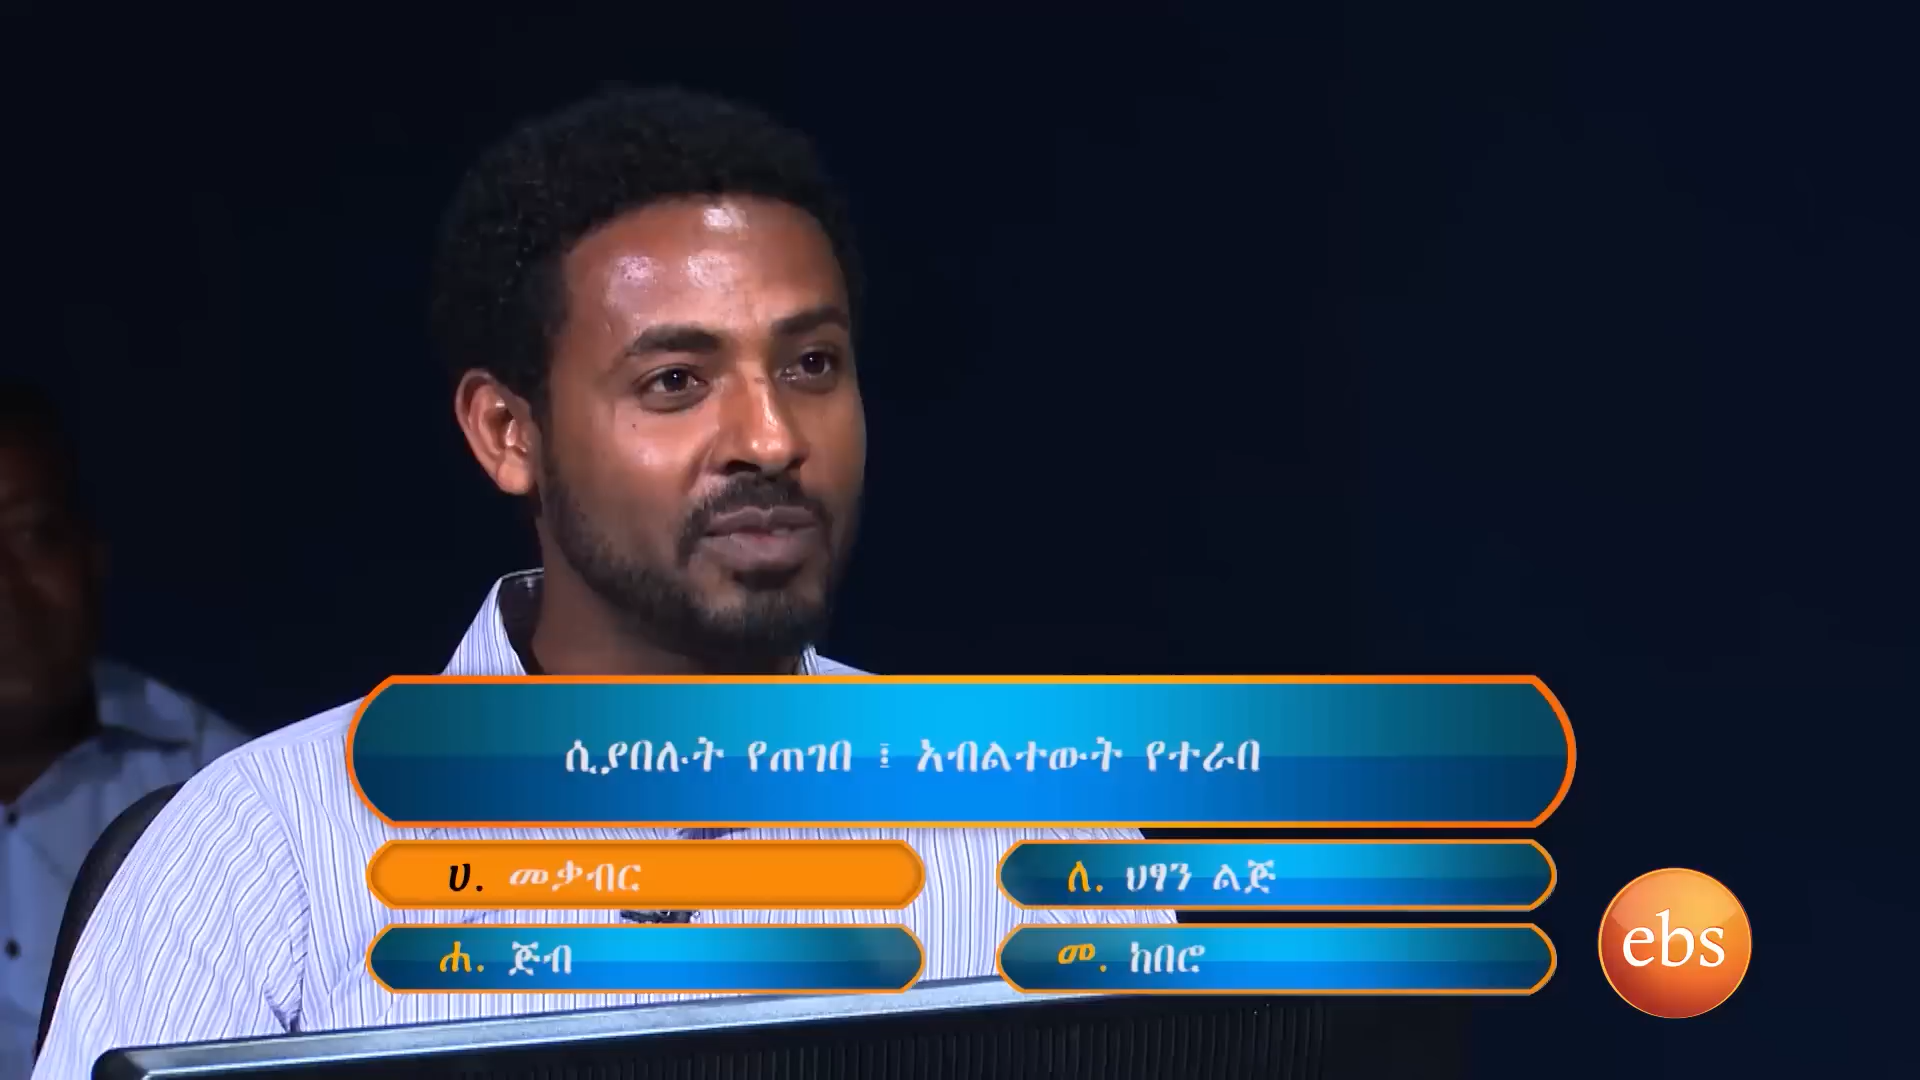 ሲያበሉት የጠገበ ፤ አብልተውት የተራበ
ሀ. መቃብር
ለ. ህፃን ልጅ
ሐ. ጅብ
መ. ከበሮ
ebs